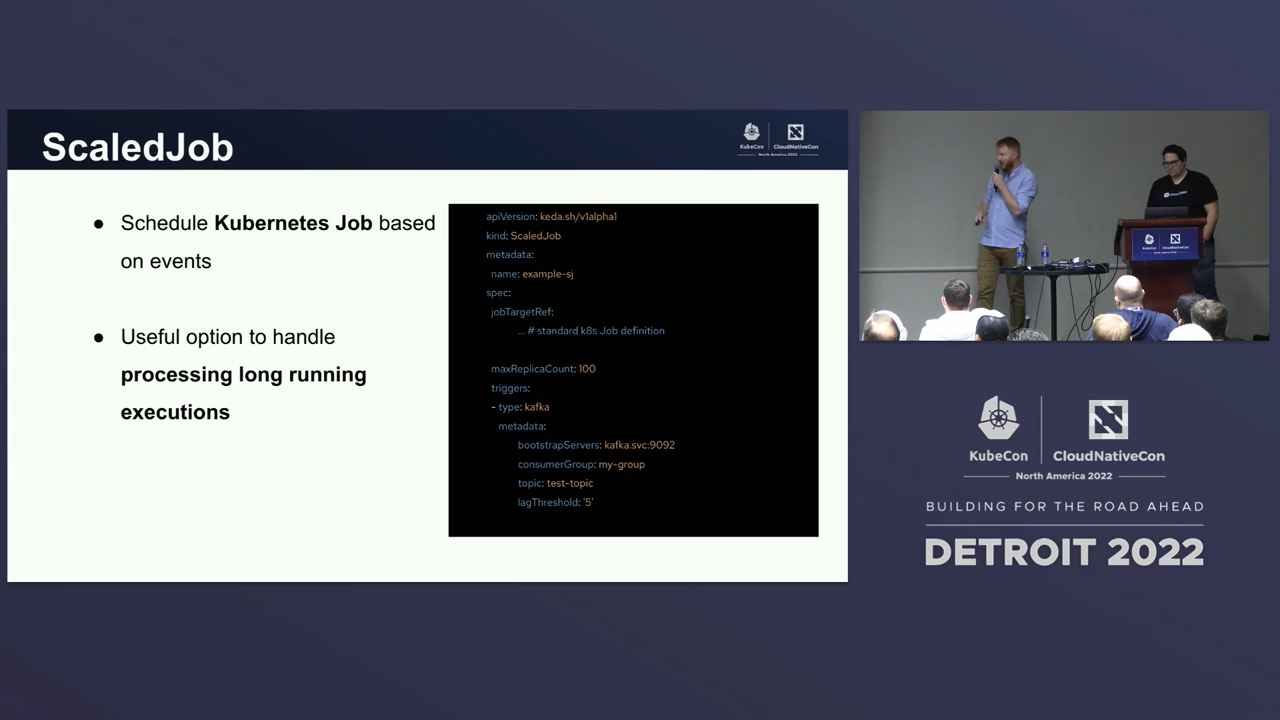 ScaledJob
KubeCon
CloudNativeCon
North America 2022
● Schedule Kubernetes Job based
on events
● Useful option to handle
processing long running
executions
apiVersion: keda.sh/v1alpha1
kind: ScaledJob
metadata:
name: example-sj
spec:
jobTargetRef:
... # standard k8s Job definition
maxReplicaCount: 100
triggers:
- type: kafka
metadata:
bootstrapServers: kafka.svc:9092
consumerGroup: my-group
topic: test-topic
lagThreshold: '5'
KubeCon
CloudNativeCon
North America 2022
BUILDING FOR THE ROAD AHEAD
DETROIT 2022